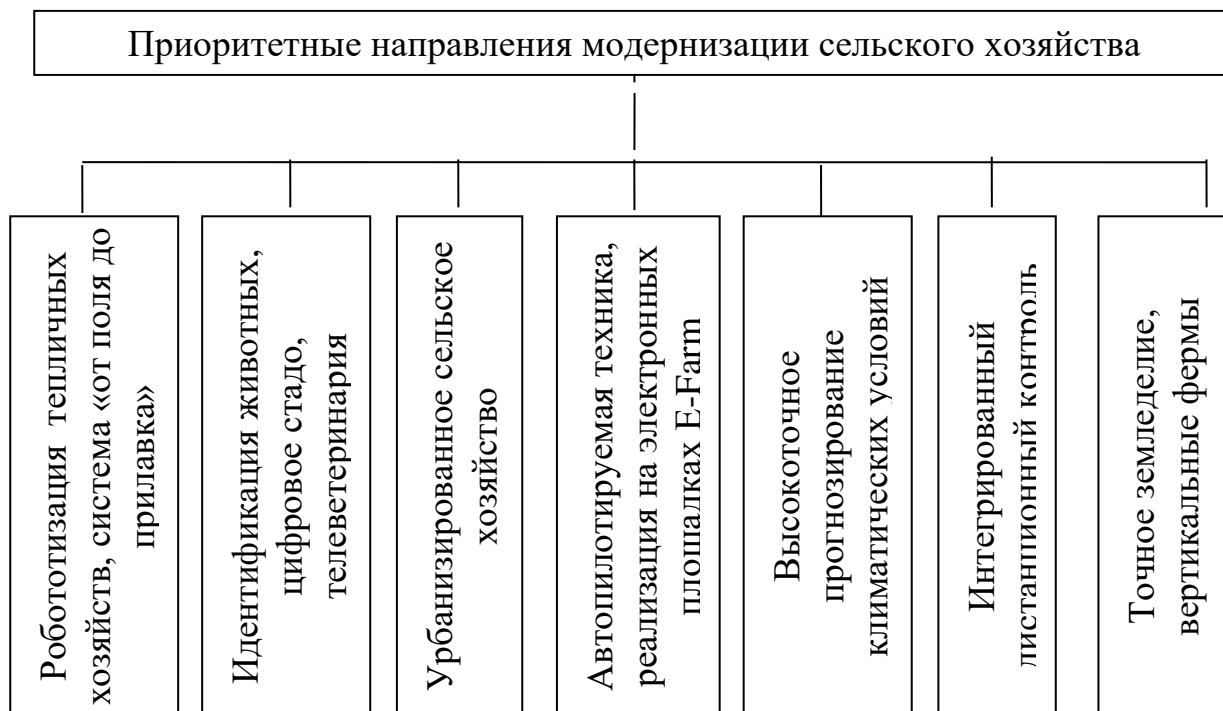 Приоритетные направления модернизации сельского хозяйства
Роботизация тепличных
хозяйств, система «от поля до
прилавка»
Идентификация животных,
цифровое стадо,
телеветеринария
Урбанизированное сельское
хозяйство
Автопилотируемая техника,
реализация на электронных
площадках E-Farm
Высокоточное
прогнозирование
климатических условий
Интегрированный
дистанционный контроль
Точное земледелие,
вертикальные фермы